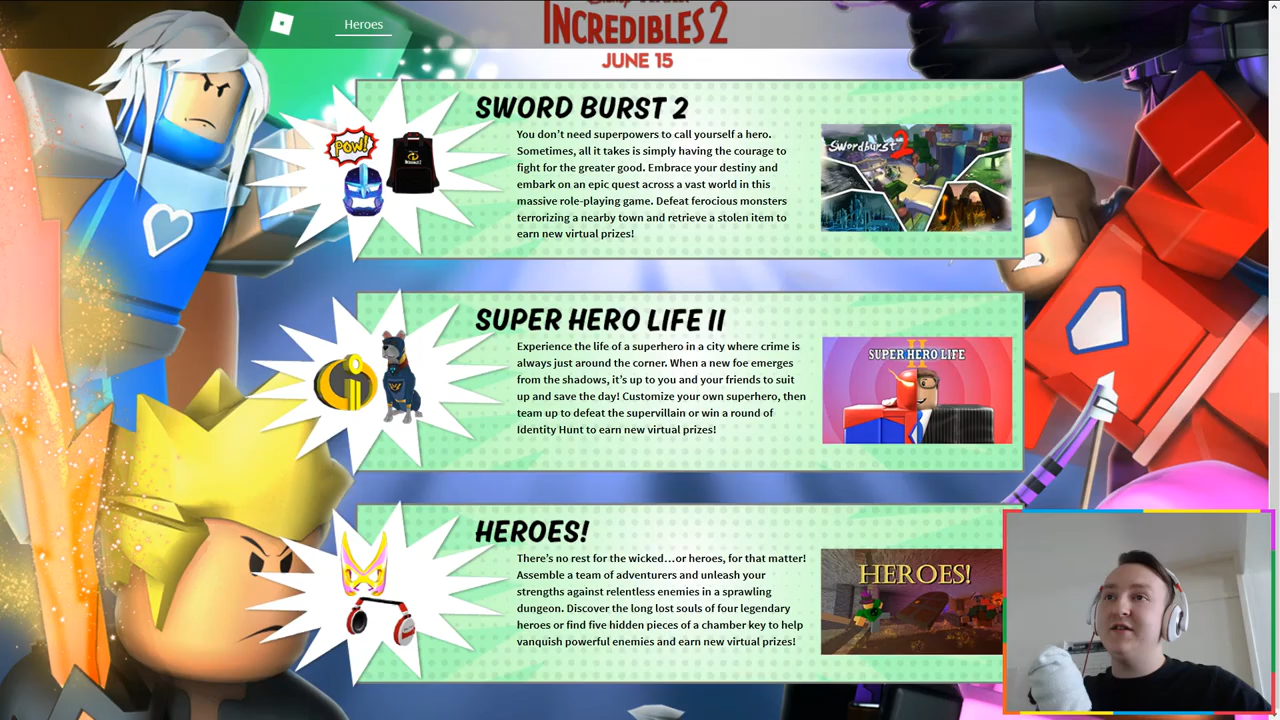 Heroes
INCREDIBLES 2
JUNE 15
SWORD BURST 2
You don't need superpowers to call yourself a hero.
Sometimes, all it takes is simply having the courage to
fight for the greater good. Embrace your destiny and
embark on an epic quest across a vast world in this
massive role-playing game. Defeat ferocious monsters
terrorizing a nearby town and retrieve a stolen item to
earn new virtual prizes!
POW!
Swordburst 2
SUPER HERO LIFE II
Experience the life of a superhero in a city where crime is
always just around the corner. When a new foe emerges
from the shadows, it's up to you and your friends to suit
up and save the day! Customize your own superhero, then
team up to defeat the supervillain or win a round of
Identity Hunt to earn new virtual prizes!
SUPER HERO LIFE
II
HEROES!
There's no rest for the wicked…or heroes, for that matter!
Assemble a team of adventurers and unleash your
strengths against relentless enemies in a sprawling
dungeon. Discover the long lost souls of four legendary
heroes or find five hidden pieces of a chamber key to help
vanquish powerful enemies and earn new virtual prizes!
HEROES!